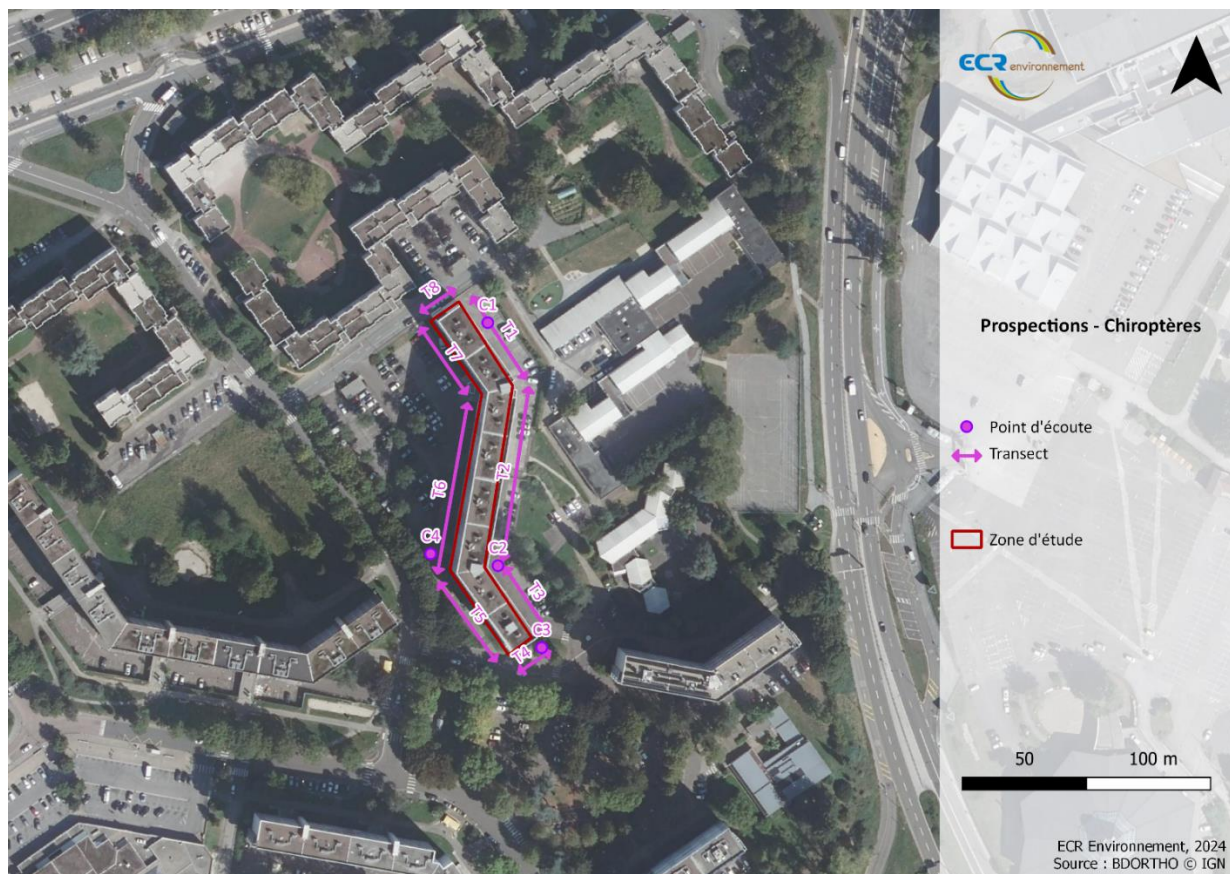 ECR environnement
Prospections - Chiroptères
Point d'écoute
Transect
Zone d'étude
T8
C1
T1
T7
T2
T6
C4
C2
T3
T5
C3
T4
50 100 m
ECR Environnement, 2024
Source : BDORTHO © IGN